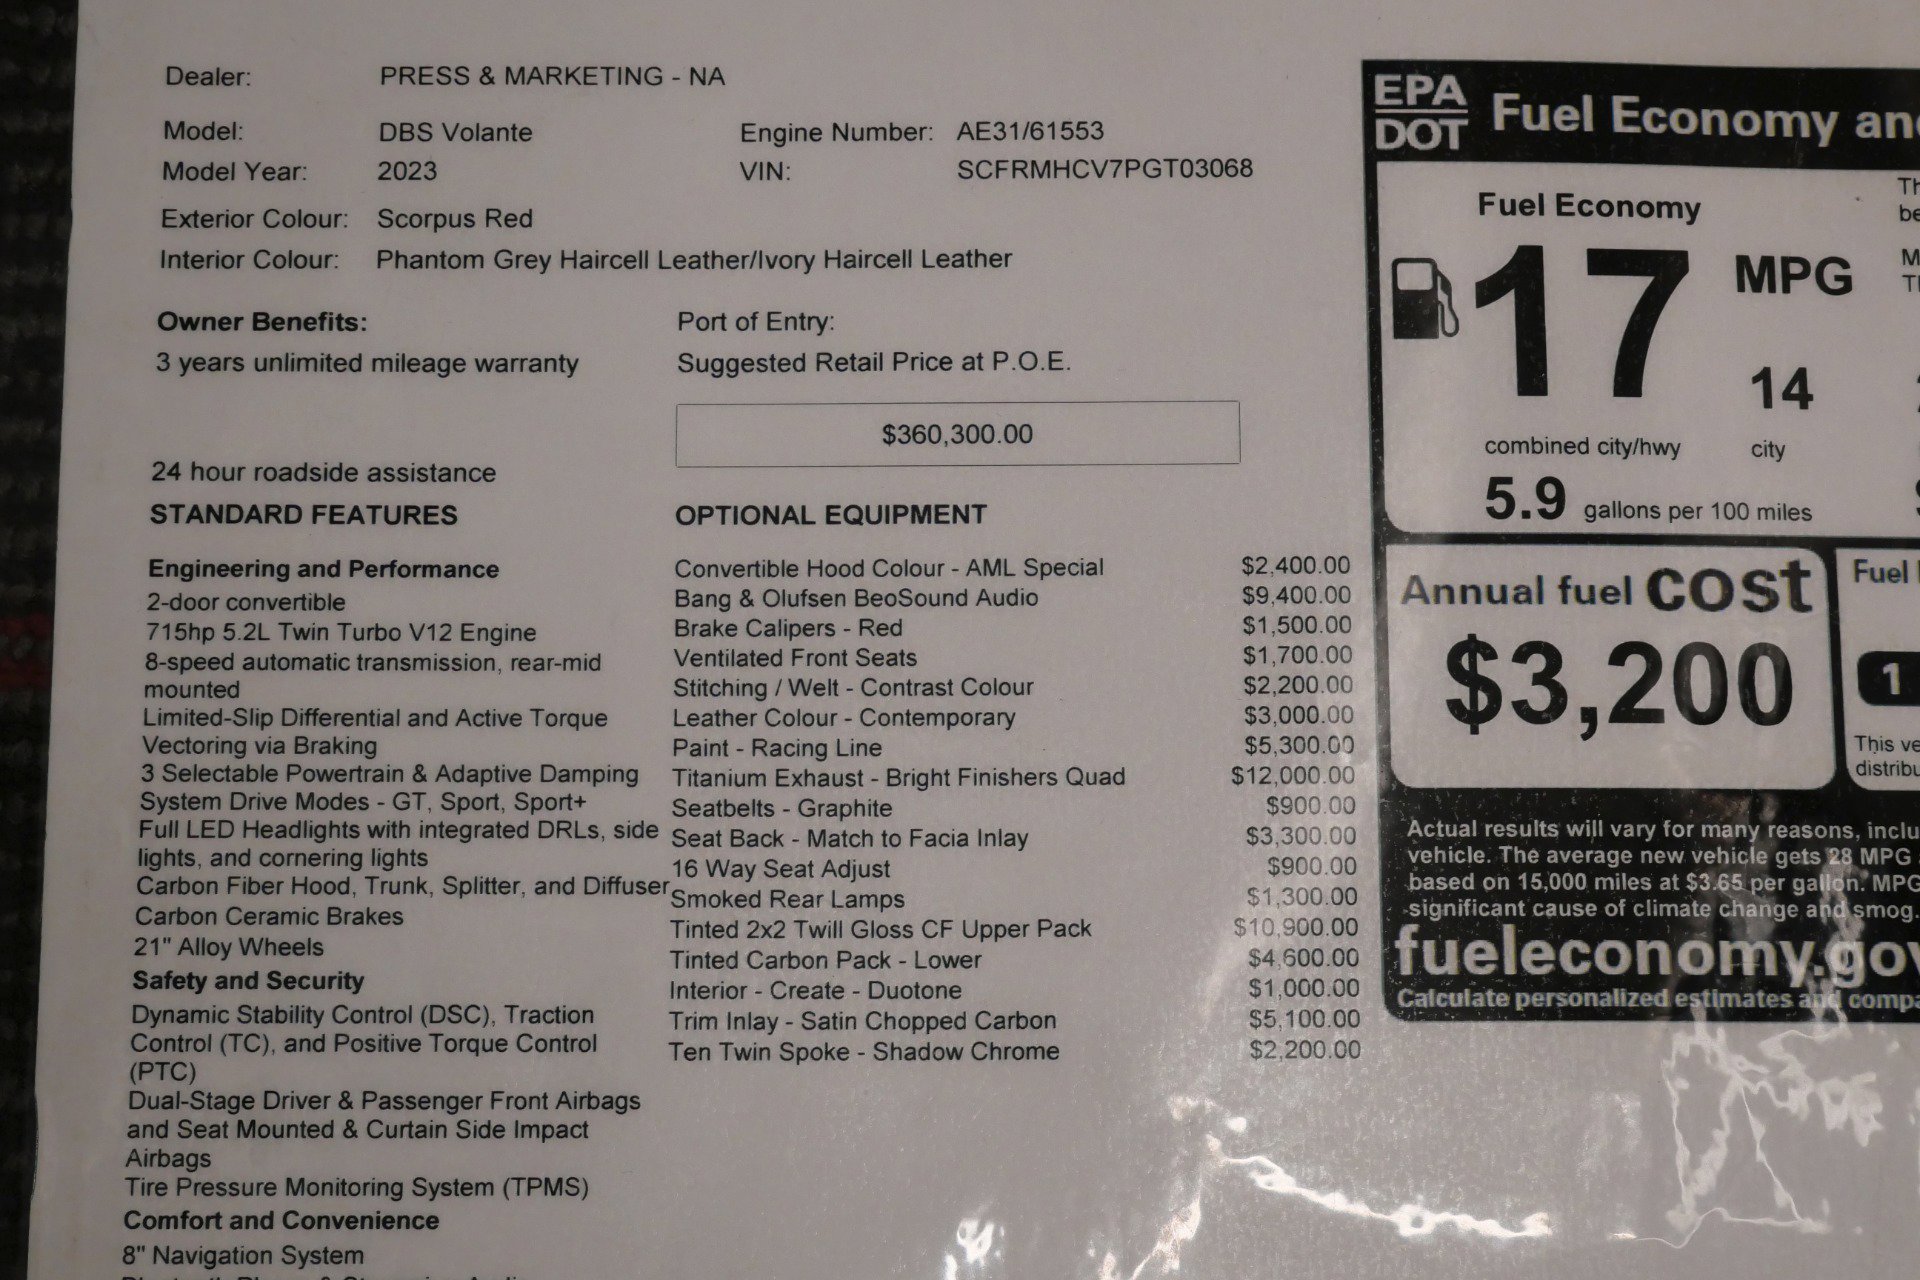 Dealer: PRESS & MARKETING - NA
Model: DBS Volante Engine Number: AE31/61553
Model Year: 2023 VIN: SCFRMHCV7PGT03068
Exterior Colour: Scorpus Red
Interior Colour: Phantom Grey Haircell Leather/Ivory Haircell Leather
Owner Benefits:
3 years unlimited mileage warranty
24 hour roadside assistance
Port of Entry:
Suggested Retail Price at P.O.E.
$360,300.00
STANDARD FEATURES
Engineering and Performance
2-door convertible
715hp 5.2L Twin Turbo V12 Engine
8-speed automatic transmission, rear-mid
mounted
Limited-Slip Differential and Active Torque
Vectoring via Braking
3 Selectable Powertrain & Adaptive Damping
System Drive Modes - GT, Sport, Sport+
Full LED Headlights with integrated DRLs, side
lights, and cornering lights
Carbon Fiber Hood, Trunk, Splitter, and Diffuser
Carbon Ceramic Brakes
21" Alloy Wheels
Safety and Security
Dynamic Stability Control (DSC), Traction
Control (TC), and Positive Torque Control
(PTC)
Dual-Stage Driver & Passenger Front Airbags
and Seat Mounted & Curtain Side Impact
Airbags
Tire Pressure Monitoring System (TPMS)
Comfort and Convenience
8" Navigation System
OPTIONAL EQUIPMENT
Convertible Hood Colour - AML Special $2,400.00
Bang & Olufsen BeoSound Audio $9,400.00
Brake Calipers - Red $1,500.00
Ventilated Front Seats $1,700.00
Stitching / Welt - Contrast Colour $2,200.00
Leather Colour - Contemporary $3,000.00
Paint - Racing Line $5,300.00
Titanium Exhaust - Bright Finishers Quad $12,000.00
Seatbelts - Graphite $900.00
Seat Back - Match to Facia Inlay $3,300.00
16 Way Seat Adjust $900.00
Smoked Rear Lamps $1,300.00
Tinted 2x2 Twill Gloss CF Upper Pack $10,900.00
Tinted Carbon Pack - Lower $4,600.00
Interior - Create - Duotone $1,000.00
Trim Inlay - Satin Chopped Carbon $5,100.00
Ten Twin Spoke - Shadow Chrome $2,200.00
EPA
DOT
Fuel Economy
Fuel Economy
17 MPG
14
combined city/hwy city
5.9 gallons per 100 miles
Annual fuel cost
$3,200
Fuel
1
This
Actual results will vary for many reasons,
vehicle. The average new vehicle gets 28 MPG
based on 15,000 miles at $3.65 per gallon.
significant cause of climate change and smog.
fueleconomy.gov
Calculate personalized estimates and